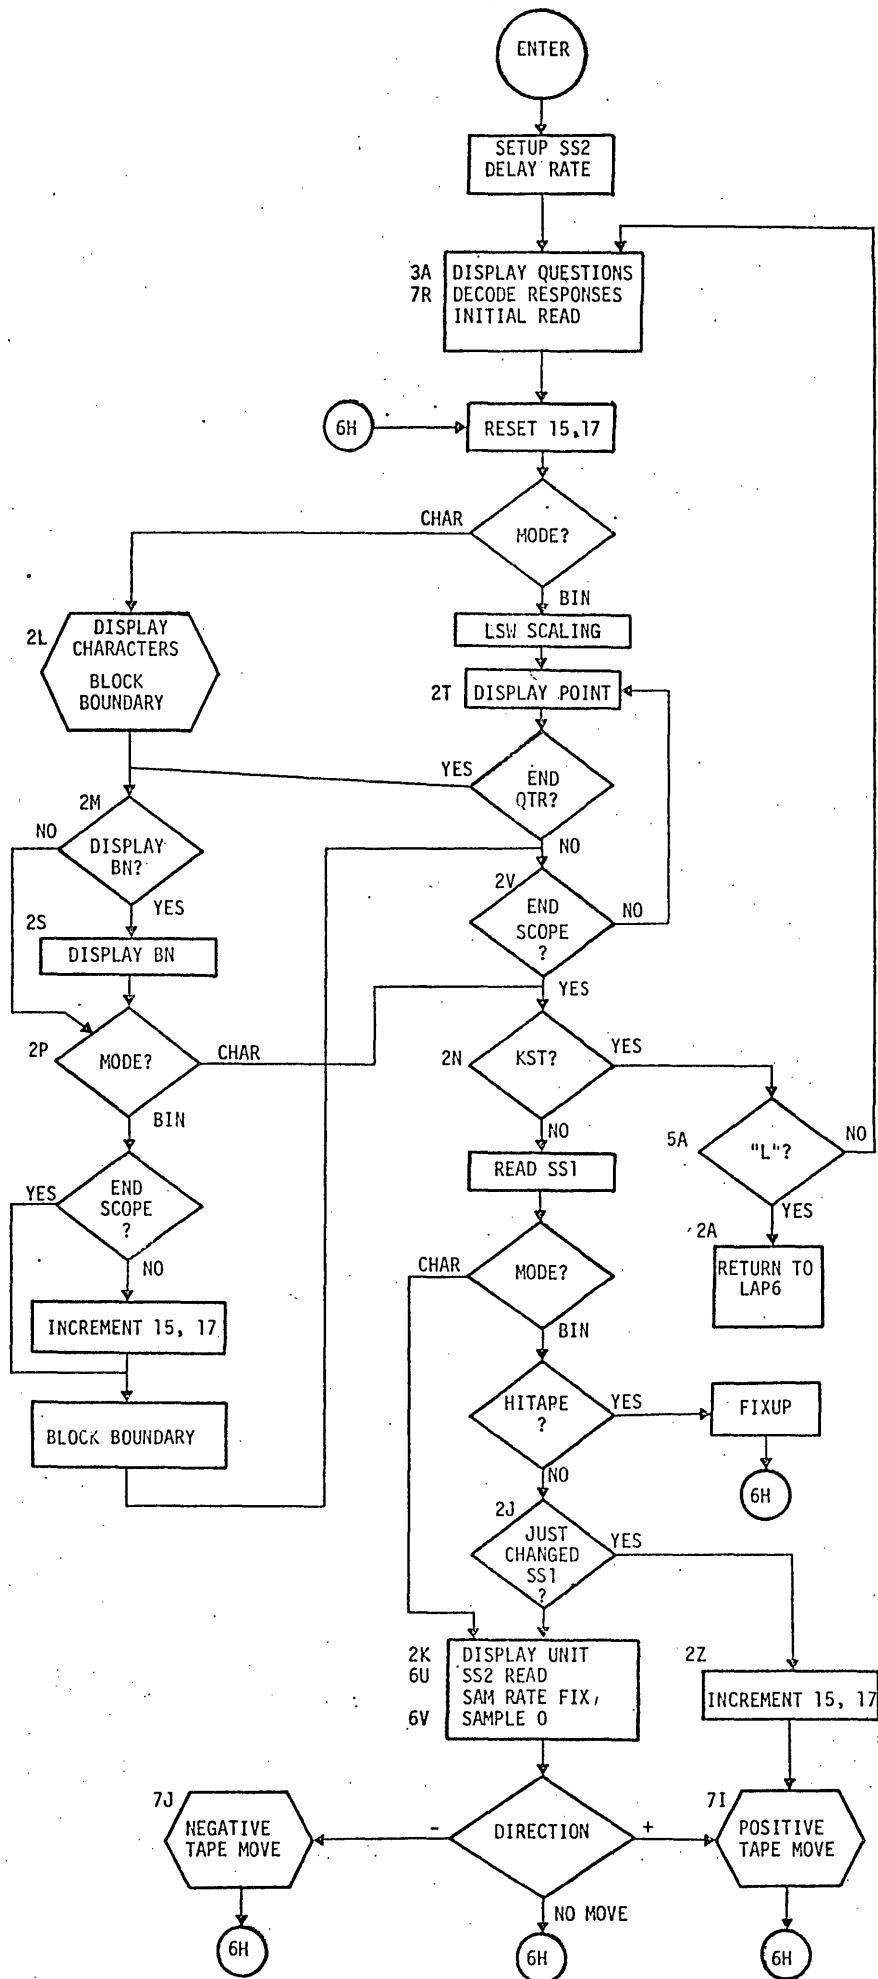 ENTER
SETUP SS2
DELAY RATE
3A DISPLAY QUESTIONS
7R DECODE RESPONSES
INITIAL READ
6H
RESET 15,17
CHAR
MODE?
BIN
LSW SCALING
2L
DISPLAY
CHARACTERS
BLOCK
BOUNDARY
2T DISPLAY POINT
YES
END
QTR?
NO
2M
NO
DISPLAY
BN?
YES
2V
END
SCOPE
?
NO
YES
2S
DISPLAY BN
2P
MODE?
CHAR
BIN
2N
KST?
YES
NO
5A
"L"?
NO
YES
READ SS1
YES
END
SCOPE
?
NO
2A
RETURN TO
LAP6
CHAR
MODE?
BIN
INCREMENT 15, 17
HITAPE
?
YES
NO
FIXUP
6H
BLOCK BOUNDARY
2J
JUST
CHANGED
SS1
?
YES
2K DISPLAY UNIT
6U SS2 READ
SAM RATE FIX,
6V SAMPLE 0
2Z
INCREMENT 15, 17
7J
NEGATIVE
TAPE MOVE
-
DIRECTION
+
7I
POSITIVE
TAPE MOVE
NO MOVE
6H
6H
6H